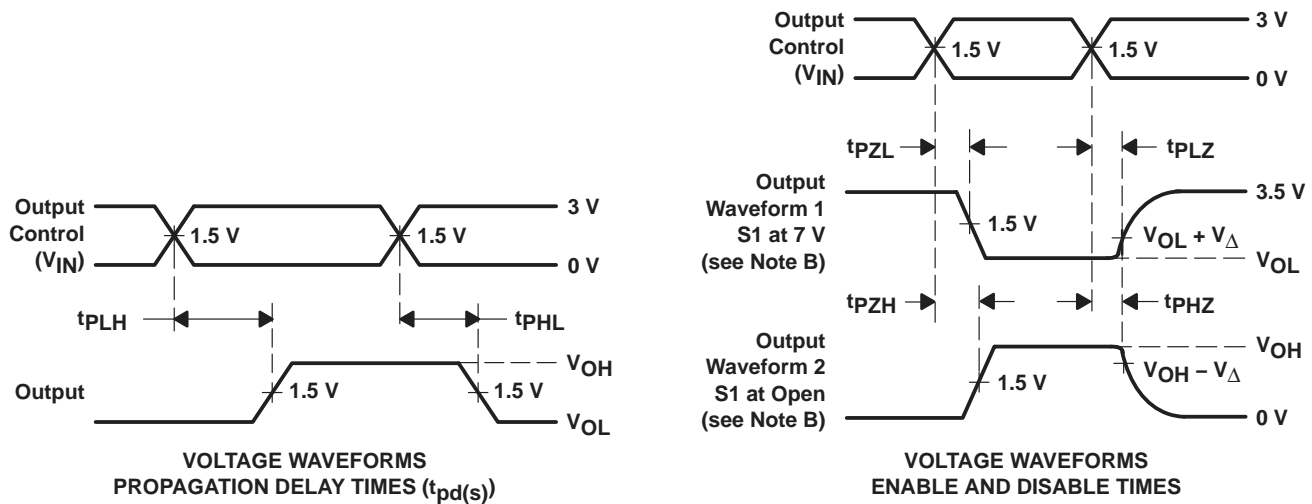 Output
Control
(VIN)
3 V
1.5 V
1.5 V
0 V
tPLH
tPHL
Output
VOH
1.5 V
1.5 V
VOL
VOLTAGE WAVEFORMS
PROPAGATION DELAY TIMES (tpd(s))
Output
Control
(VIN)
3 V
1.5 V
1.5 V
0 V
tPZL
tPLZ
Output
Waveform 1
S1 at 7 V
(see Note B)
3.5 V
1.5 V
VOL + VΔ
VOL
tPZH
tPHZ
Output
Waveform 2
S1 at Open
(see Note B)
VOH
1.5 V
VOH − VΔ
0 V
VOLTAGE WAVEFORMS
ENABLE AND DISABLE TIMES